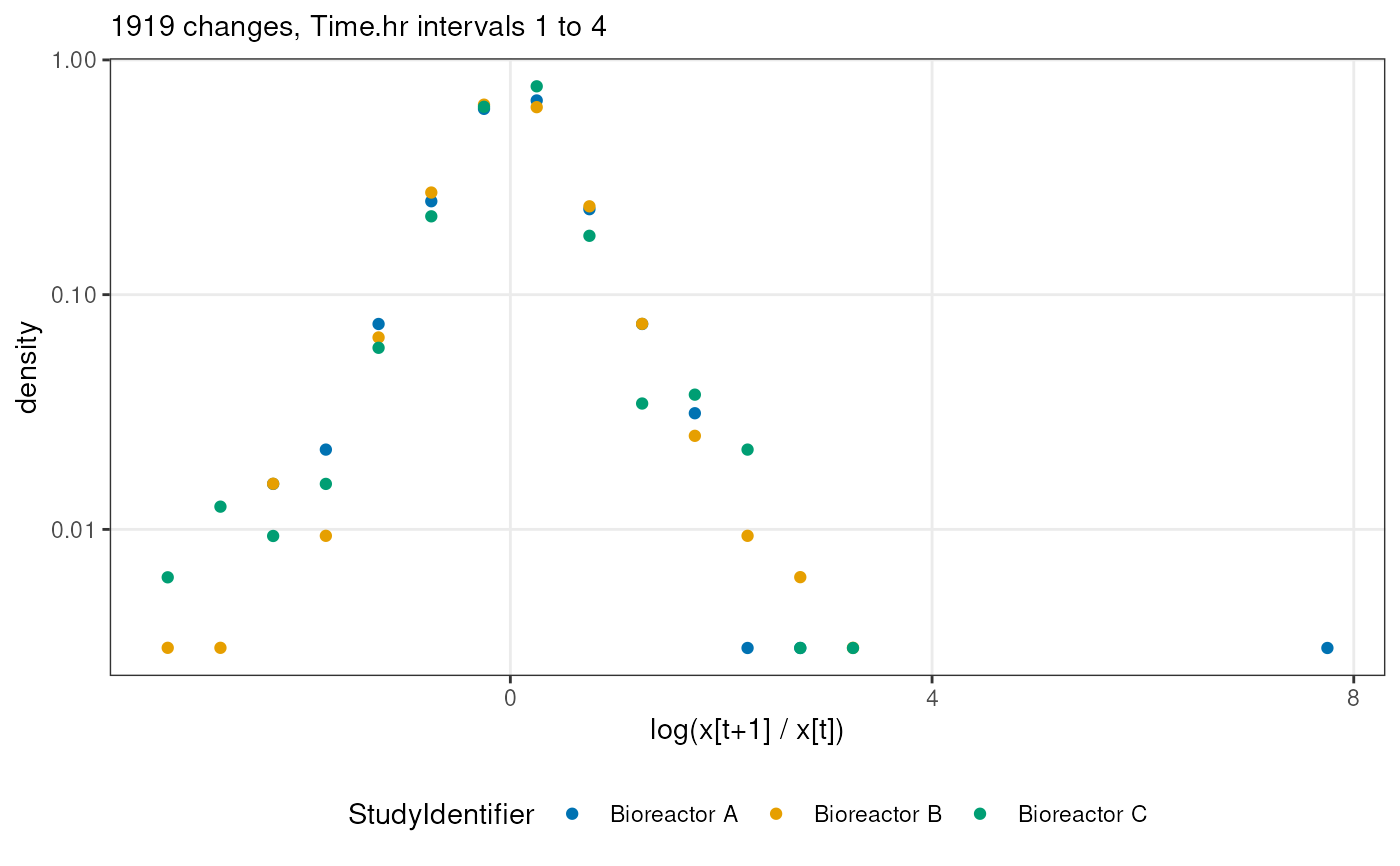 1919 changes, Time.hr intervals 1 to 4
1.00
0.10
0.01
density
0 4 8
log(x[t+1] / x[t])
StudyIdentifier Bioreactor A Bioreactor B Bioreactor C